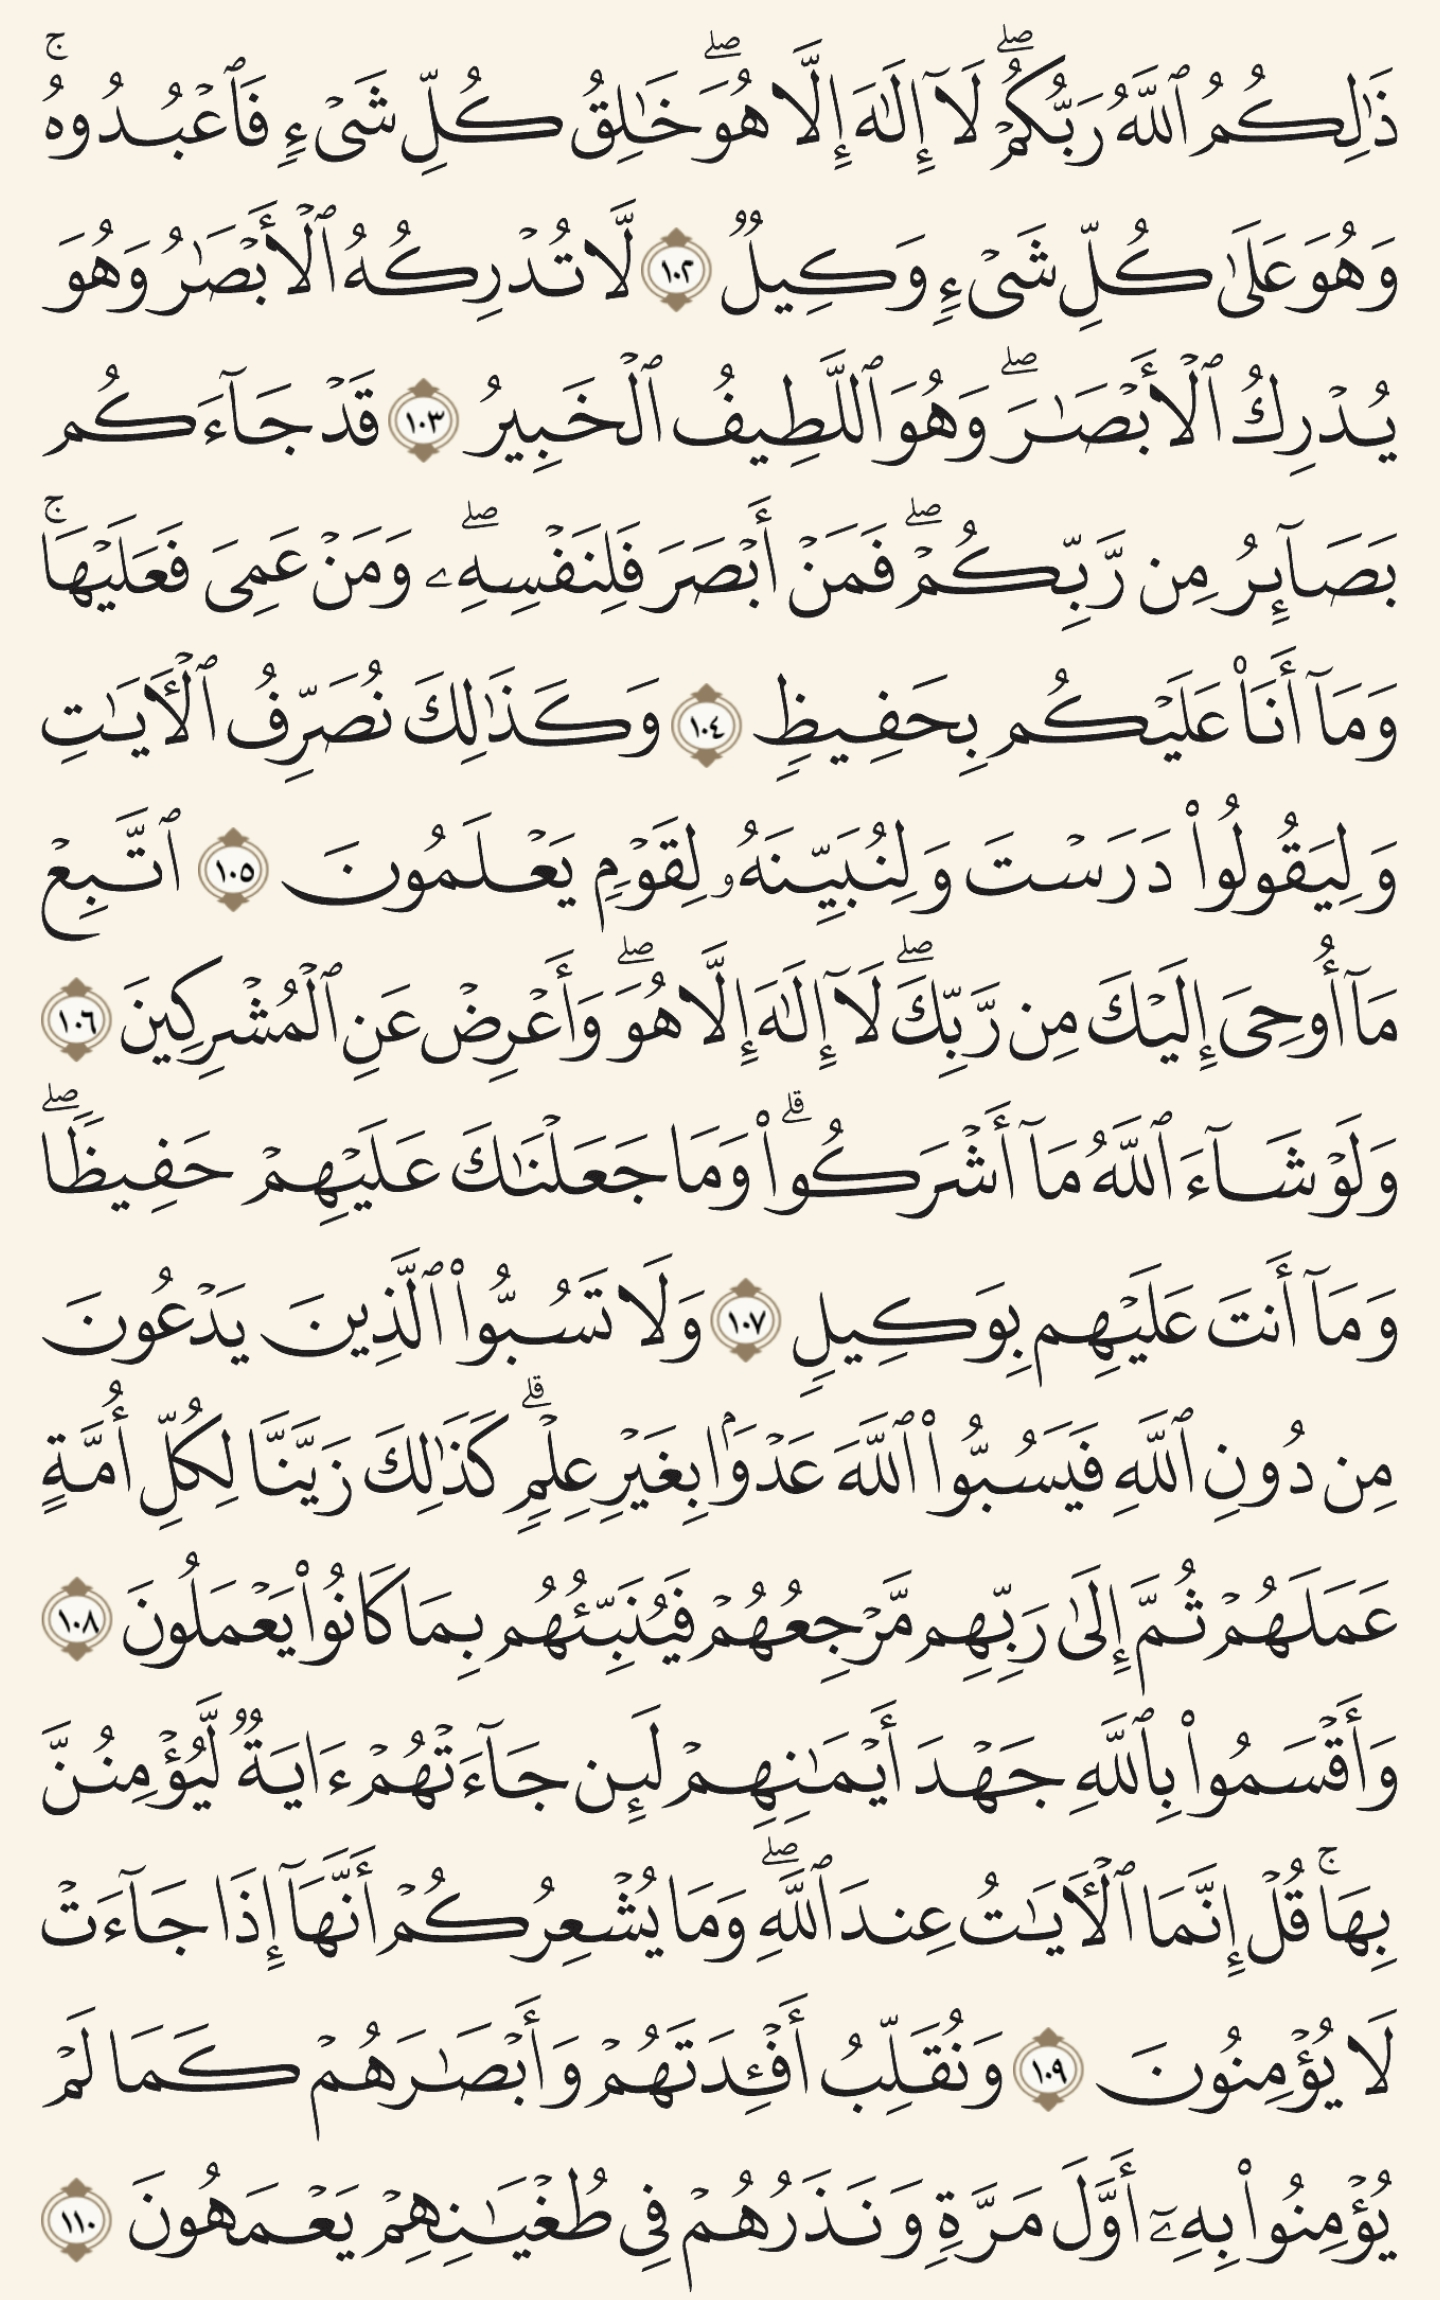 ذَٰلِكُمُ ٱللَّهُ رَبُّكُمْۖ لَآ إِلَٰهَ إِلَّا هُوَۖ خَٰلِقُ كُلِّ شَىْءٍ فَٱعْبُدُوهُۚ
وَهُوَ عَلَىٰ كُلِّ شَىْءٍ وَكِيلٌ ١٠٢ لَّا تُدْرِكُهُ ٱلْأَبْصَٰرُ وَهُوَ
يُدْرِكُ ٱلْأَبْصَٰرَۖ وَهُوَ ٱللَّطِيفُ ٱلْخَبِيرُ ١٠٣ قَدْ جَآءَكُم
بَصَآئِرُ مِن رَّبِّكُمْۖ فَمَنْ أَبْصَرَ فَلِنَفْسِهِۦۖ وَمَنْ عَمِىَ فَعَلَيْهَاۚ
وَمَآ أَنَا۠ عَلَيْكُم بِحَفِيظٍ ١٠٤ وَكَذَٰلِكَ نُصَرِّفُ ٱلْأَيَٰتِ
وَلِيَقُولُوا۟ دَرَسْتَ وَلِنُبَيِّنَهُۥ لِقَوْمٍ يَعْلَمُونَ ١٠٥ ٱتَّبِعْ
مَآ أُوحِىَ إِلَيْكَ مِن رَّبِّكَۖ لَآ إِلَٰهَ إِلَّا هُوَۖ وَأَعْرِضْ عَنِ ٱلْمُشْرِكِينَ ١٠٦
وَلَوْ شَآءَ ٱللَّهُ مَآ أَشْرَكُوا۟ۗ وَمَا جَعَلْنَٰكَ عَلَيْهِمْ حَفِيظًاۖ
وَمَآ أَنتَ عَلَيْهِم بِوَكِيلٍ ١٠٧ وَلَا تَسُبُّوا۟ ٱلَّذِينَ يَدْعُونَ
مِن دُونِ ٱللَّهِ فَيَسُبُّوا۟ ٱللَّهَ عَدْوًۢا بِغَيْرِ عِلْمٍۗ كَذَٰلِكَ زَيَّنَّا لِكُلِّ أُمَّةٍ
عَمَلَهُمْ ثُمَّ إِلَىٰ رَبِّهِم مَّرْجِعُهُمْ فَيُنَبِّئُهُم بِمَا كَانُوا۟ يَعْمَلُونَ ١٠٨
وَأَقْسَمُوا۟ بِٱللَّهِ جَهْدَ أَيْمَٰنِهِمْ لَئِن جَآءَتْهُمْ ءَايَةٌ لَّيُؤْمِنُنَّ
بِهَاۚ قُلْ إِنَّمَا ٱلْأَيَٰتُ عِندَ ٱللَّهِۖ وَمَا يُشْعِرُكُمْ أَنَّهَآ إِذَا جَآءَتْ
لَا يُؤْمِنُونَ ١٠٩ وَنُقَلِّبُ أَفْئِدَتَهُمْ وَأَبْصَٰرَهُمْ كَمَا لَمْ
يُؤْمِنُوا۟ بِهِۦٓ أَوَّلَ مَرَّةٍ وَنَذَرُهُمْ فِى طُغْيَٰنِهِمْ يَعْمَهُونَ ١١٠